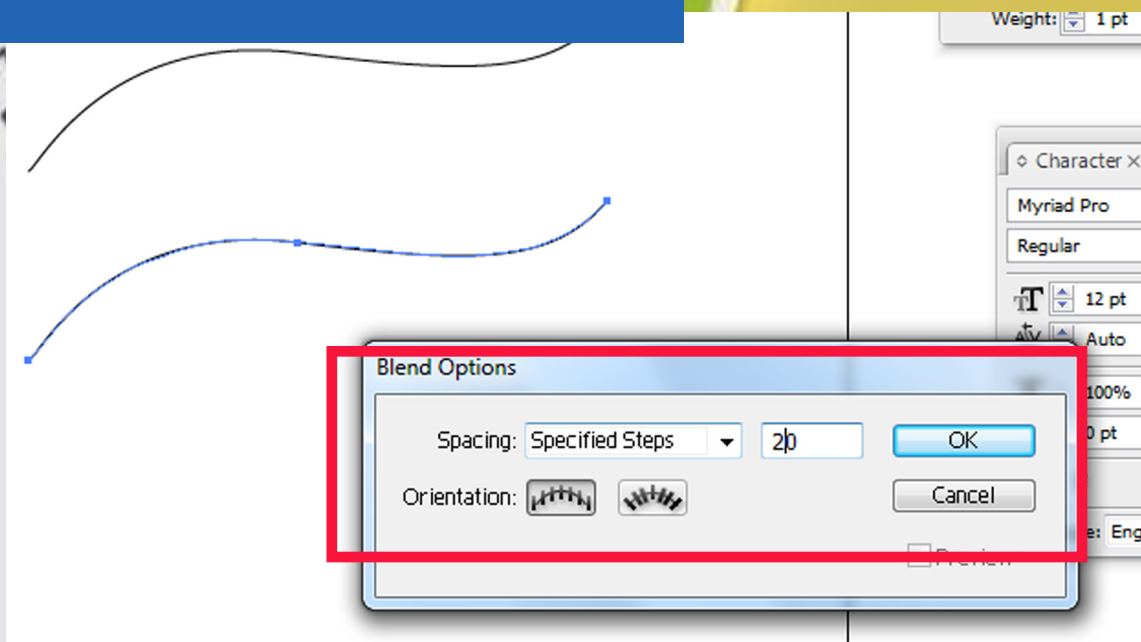 Weight: 1 pt
Character
Myriad Pro
Regular
12 pt
Auto
100%
0 pt
Blend Options
Spacing: Specified Steps 20 OK
Orientation: Cancel
e: Eng
Preview